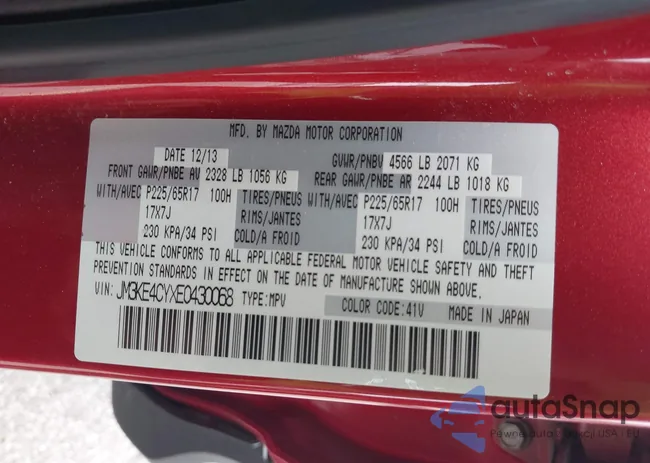 MFD. BY MAZDA MOTOR CORPORATION
DATE 12/13 GVWR/PNBV 4566 LB 2071 KG
FRONT GAWR/PNBE AV 2328 LB 1056 KG REAR GAWR/PNBE AR 2244 LB 1018 KG
WITH/AVEC P225/65R17 100H TIRES/PNEUS WITH/AVEC P225/65R17 100H TIRES/PNEUS
17X7J RIMS/JANTES 17X7J RIMS/JANTES
230 KPA/34 PSI COLD/A FROID 230 KPA/34 PSI COLD/A FROID
THIS VEHICLE CONFORMS TO ALL APPLICABLE FEDERAL MOTOR VEHICLE SAFETY AND THEFT
PREVENTION STANDARDS IN EFFECT ON THE DATE OF MANUFACTURE SHOWN ABOVE.
VIN: JM3KE4CYXE0430068 TYPE:MPV COLOR CODE:41V MADE IN JAPAN
autoSnap
Pewne auto z aukcji USA i EU